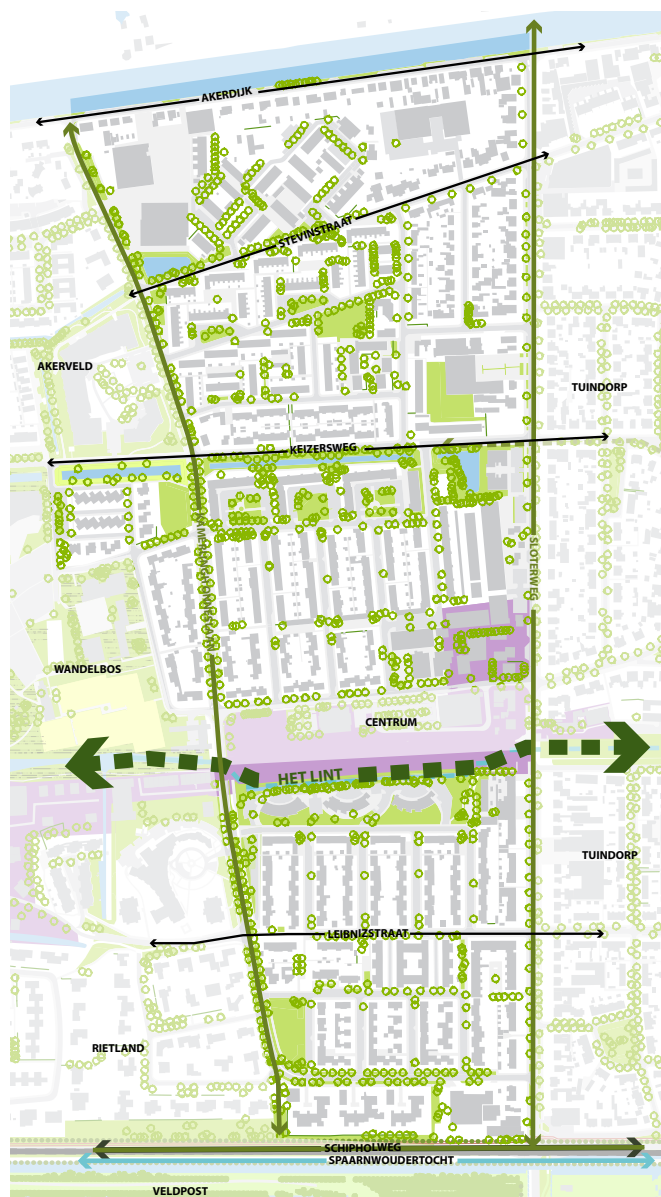 AKERDIJK
STEVINSTRAAT
AKERVELD
TUINDORP
KEIZERSWEG
SLOTERWEG
WANDELBOS
CENTRUM
HET LINT
TUINDORP
LEIBNIZSTRAAT
RIETLAND
SCHIPHOLWEG
SPAARNWOUDERTOCHT
VELDPOST